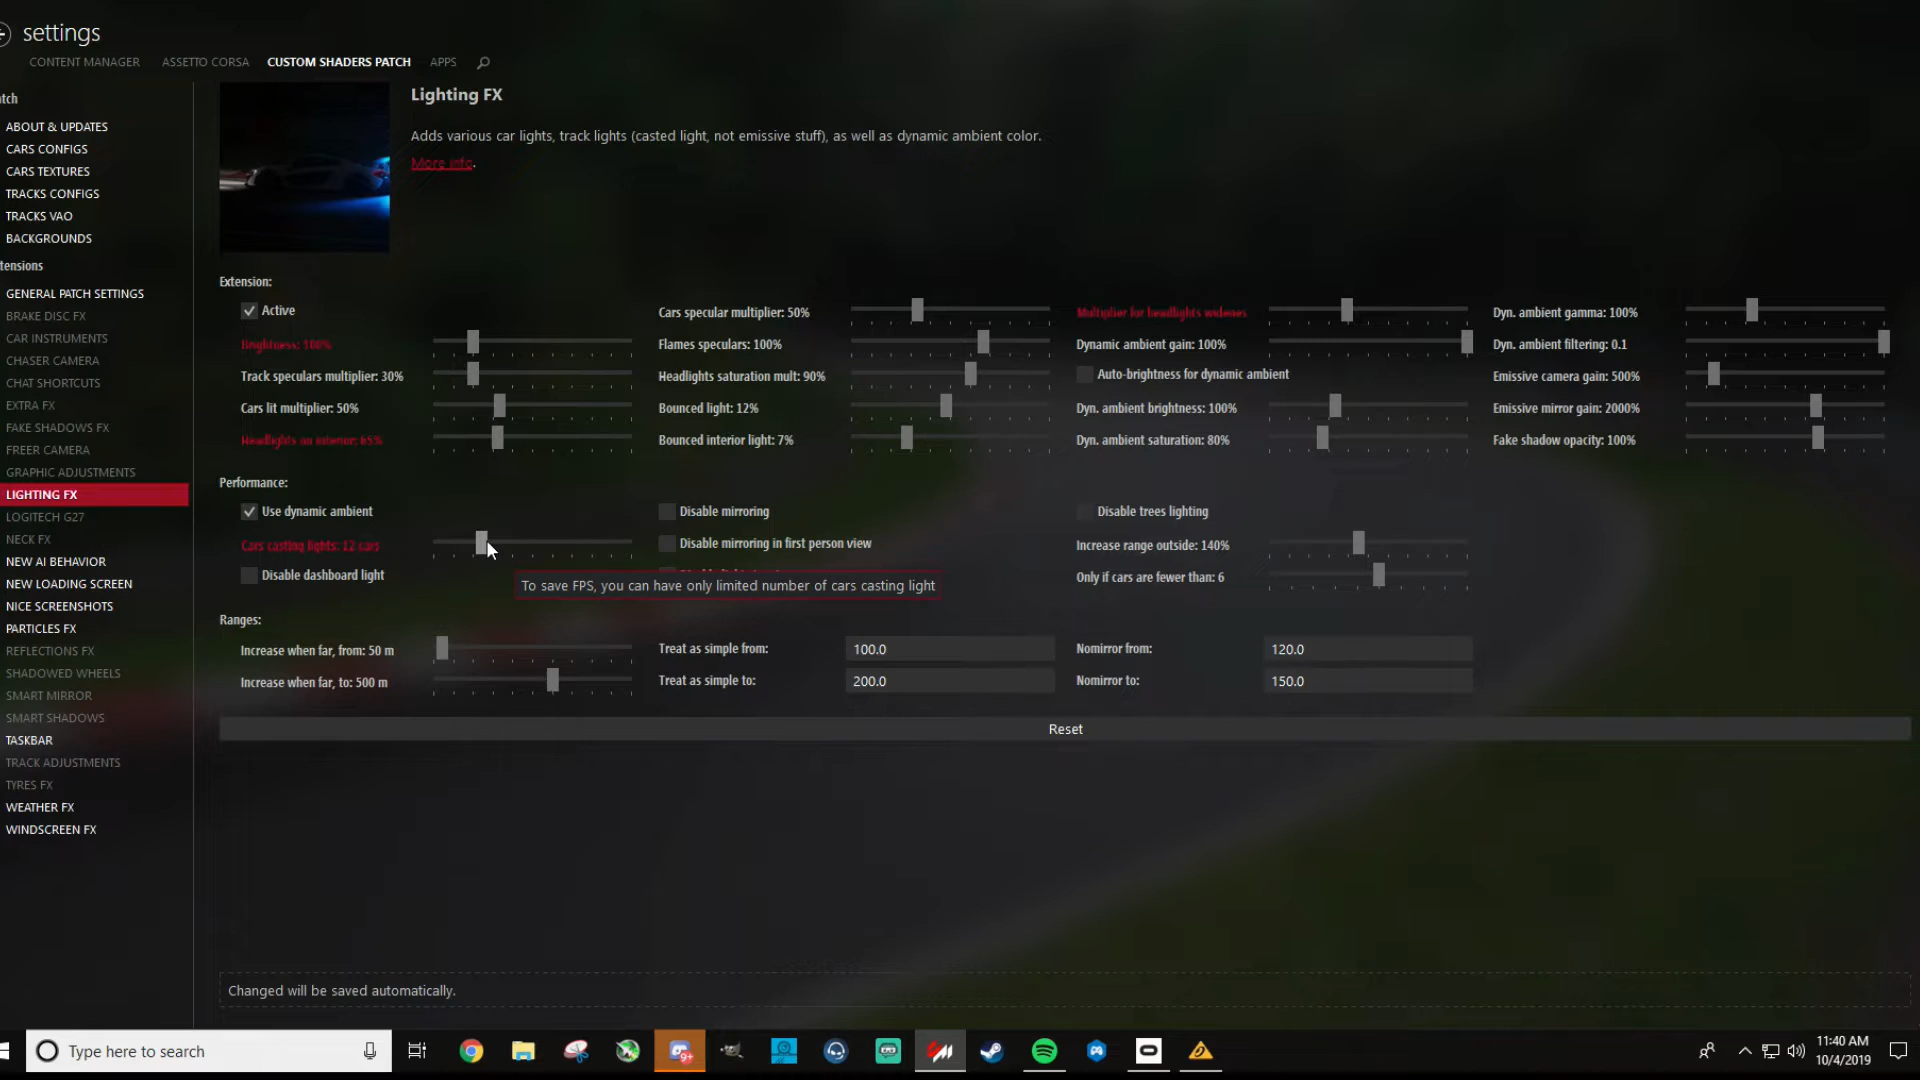 settings
CONTENT MANAGER ASSETTO CORSA CUSTOM SHADERS PATCH APPS
tch
ABOUT & UPDATES
CARS CONFIGS
CARS TEXTURES
TRACKS CONFIGS
TRACKS VAO
BACKGROUNDS
tensions
GENERAL PATCH SETTINGS
BRAKE DISC FX
CAR INSTRUMENTS
CHASER CAMERA
CHAT SHORTCUTS
EXTRA FX
FAKE SHADOWS FX
FREER CAMERA
GRAPHIC ADJUSTMENTS
LIGHTING FX
LOGITECH G27
NECK FX
NEW AI BEHAVIOR
NEW LOADING SCREEN
NICE SCREENSHOTS
PARTICLES FX
REFLECTIONS FX
SHADOWED WHEELS
SMART MIRROR
SMART SHADOWS
TASKBAR
TRACK ADJUSTMENTS
TYRES FX
WEATHER FX
WINDSCREEN FX
Lighting FX
Adds various car lights, track lights (casted light, not emissive stuff), as well as dynamic ambient color.
More info.
Extension:
Active
Brightness: 100%
Track speculars multiplier: 30%
Cars lit multiplier: 50%
Headlights on interior: 65%
Cars specular multiplier: 50%
Flames speculars: 100%
Headlights saturation mult: 90%
Bounced light: 12%
Bounced interior light: 7%
Multiplier for headlights widenes
Dynamic ambient gain: 100%
Auto-brightness for dynamic ambient
Dyn. ambient brightness: 100%
Dyn. ambient saturation: 80%
Dyn. ambient gamma: 100%
Dyn. ambient filtering: 0.1
Emissive camera gain: 500%
Emissive mirror gain: 2000%
Fake shadow opacity: 100%
Performance:
Use dynamic ambient
Cars casting lights: 12 cars
Disable dashboard light
Disable mirroring
Disable mirroring in first person view
To save FPS, you can have only limited number of cars casting light
Disable trees lighting
Increase range outside: 140%
Only if cars are fewer than: 6
Ranges:
Increase when far, from: 50 m
Increase when far, to: 500 m
Treat as simple from: 100.0
Treat as simple to: 200.0
Nomirror from: 120.0
Nomirror to: 150.0
Reset
Changed will be saved automatically.
Type here to search
9+
11:40 AM
10/4/2019